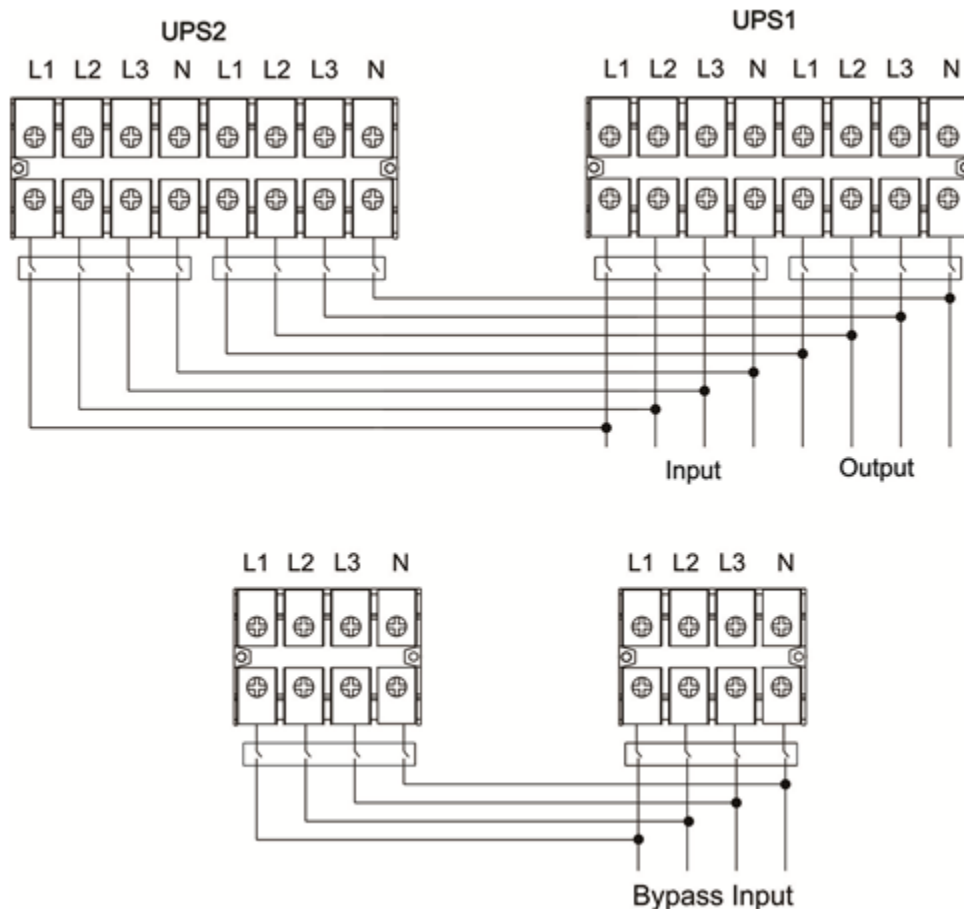 UPS2 UPS1
L1 L2 L3 N L1 L2 L3 N L1 L2 L3 N L1 L2 L3 N
Input Output
L1 L2 L3 N L1 L2 L3 N
Bypass Input